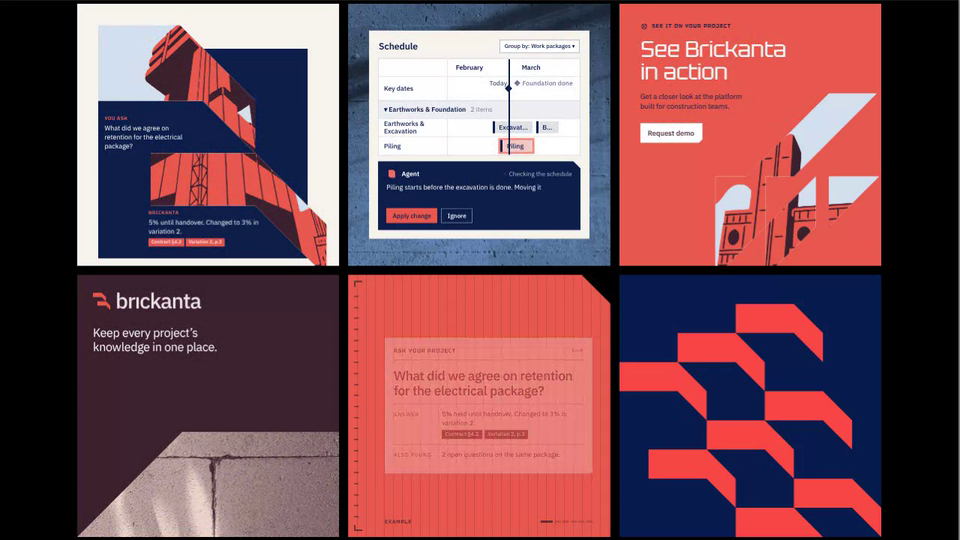 YOU ASK
What did we agree on
retention for the electrical
package?
BRICKANTA
5% until handover. Changed to 3% in
variation 2.
Contract §4.2
Variation 2, p.3
Schedule
Group by: Work packages ▾
February
March
Key dates
Today
Foundation done
▾ Earthworks & Foundation 2 items
Earthworks &
Excavation
Excavat...
B...
Piling
Piling
Agent
Checking the schedule
Piling starts before the excavation is done. Moving it
Apply change
Ignore
SEE IT ON YOUR PROJECT
See Brickanta
in action
Get a closer look at the platform
built for construction teams.
Request demo
brickanta
Keep every project's
knowledge in one place.
ASK YOUR PROJECT
What did we agree on retention
for the electrical package?
ANSWER
5% held until handover. Changed to 3% in
variation 2.
Contract §4.2
Variation 2, p.3
ALSO FOUND
2 open questions on the same package.
EXAMPLE